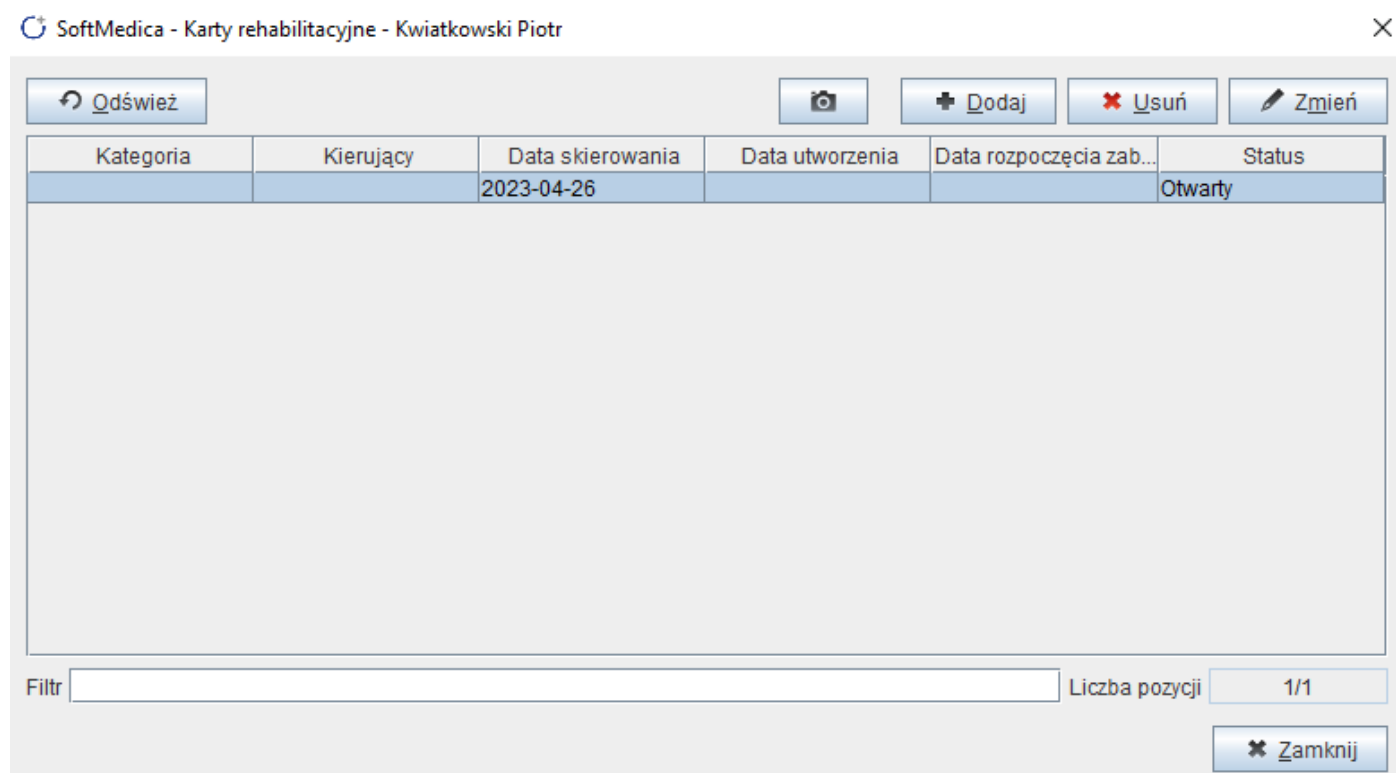 SoftMedica - Karty rehabilitacyjne - Kwiatkowski Piotr
Odśwież Dodaj Usuń Zmień
Kategoria Kierujący Data skierowania Data utworzenia Data rozpoczęcia zab... Status
2023-04-26 Otwarty
Filtr Liczba pozycji 1/1
Zamknij